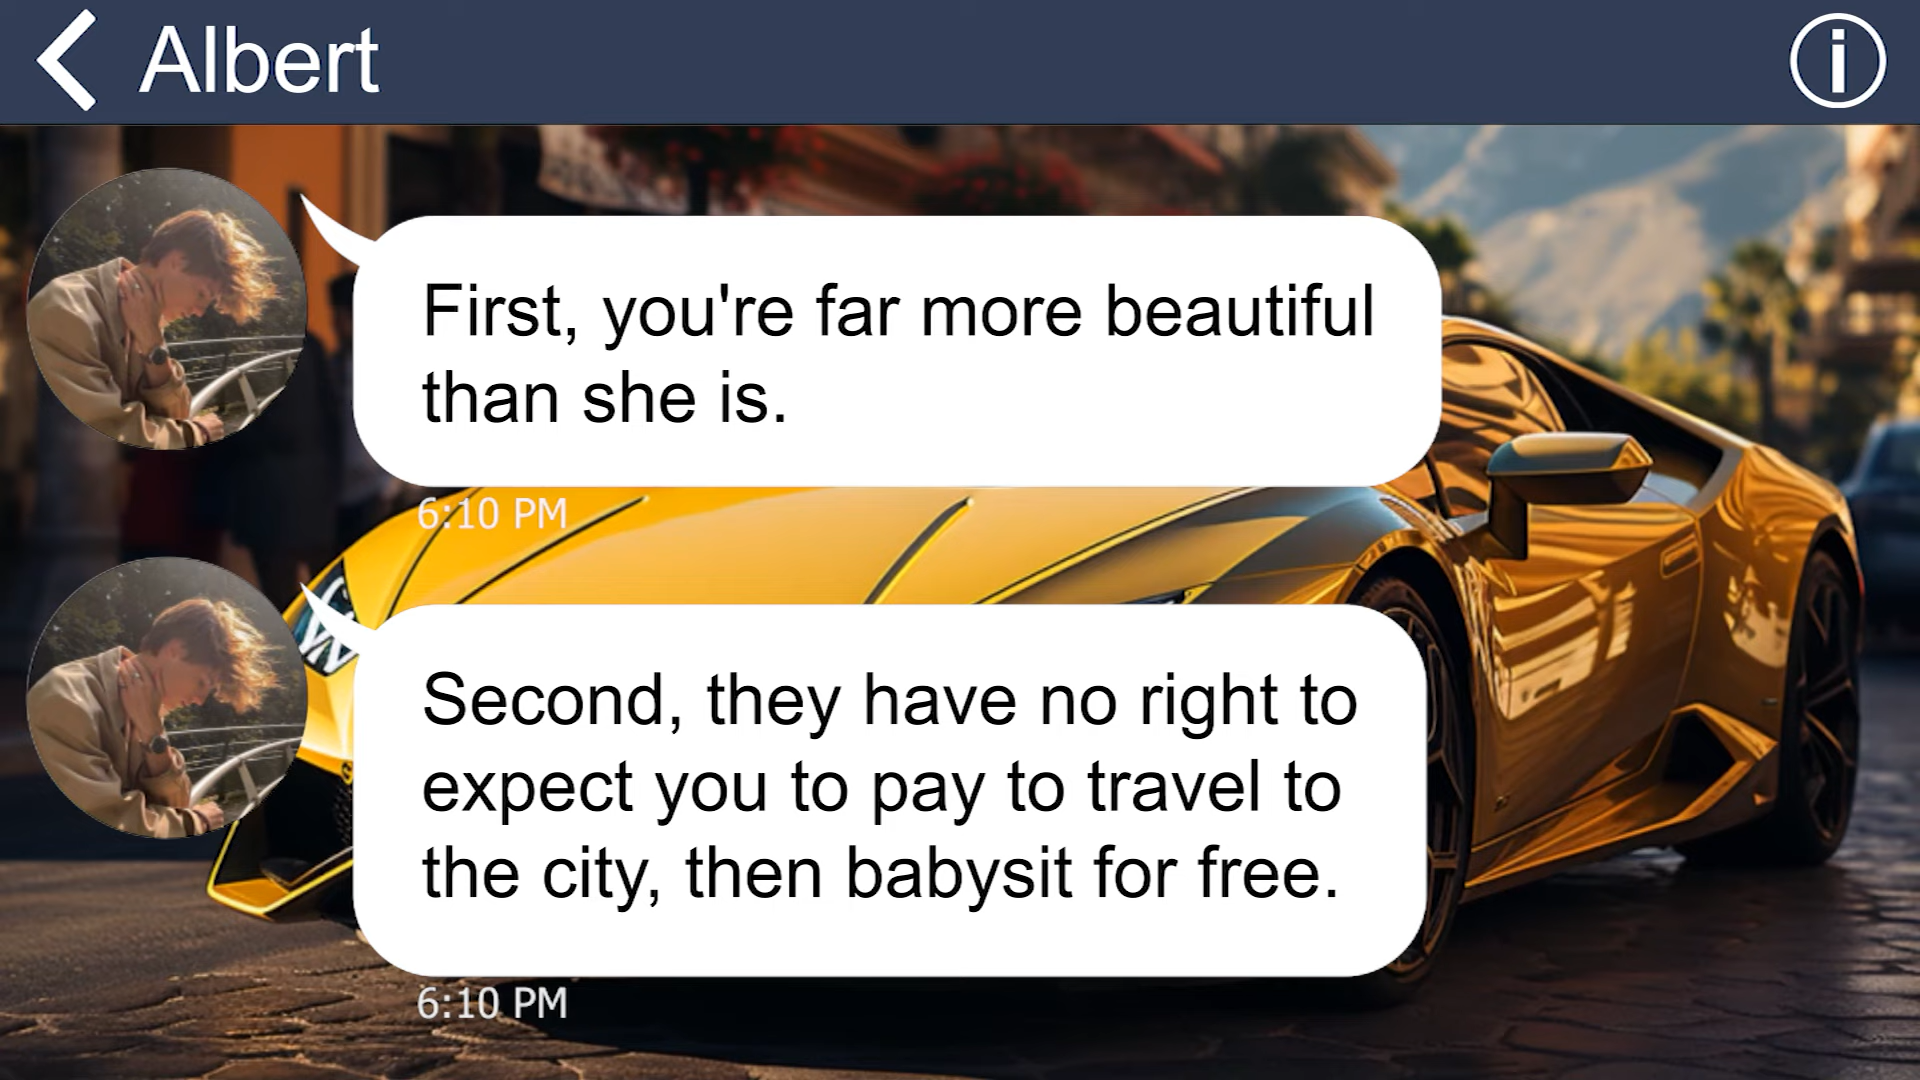 Albert
First, you're far more beautiful
than she is.
6:10 PM
Second, they have no right to
expect you to pay to travel to
the city, then babysit for free.
6:10 PM